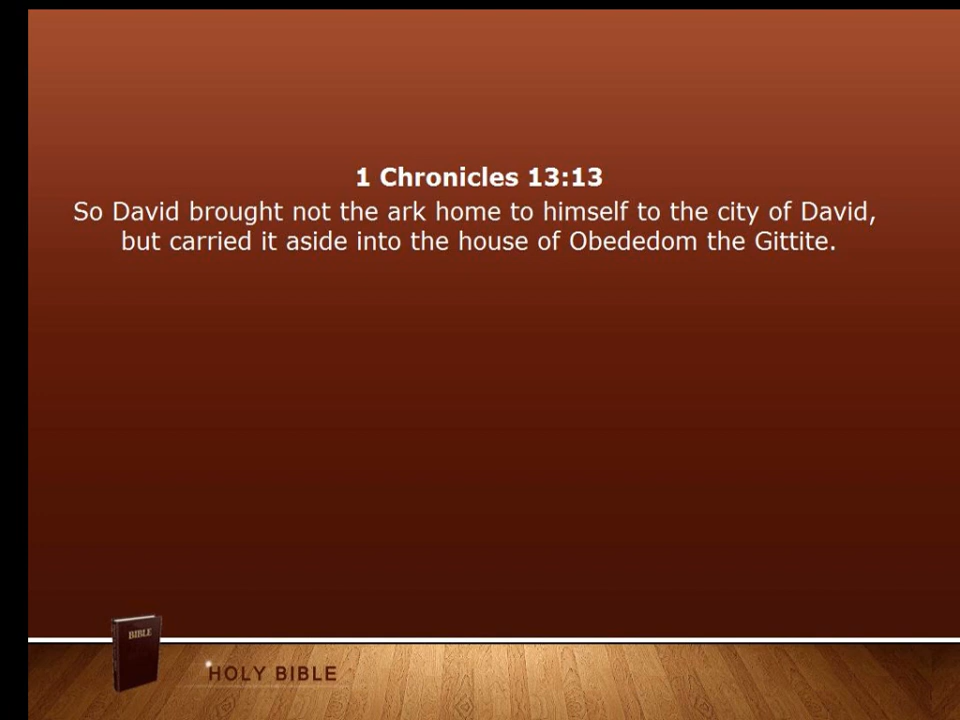 1 Chronicles 13:13
So David brought not the ark home to himself to the city of David,
but carried it aside into the house of Obededom the Gittite.
BIBLE
HOLY BIBLE